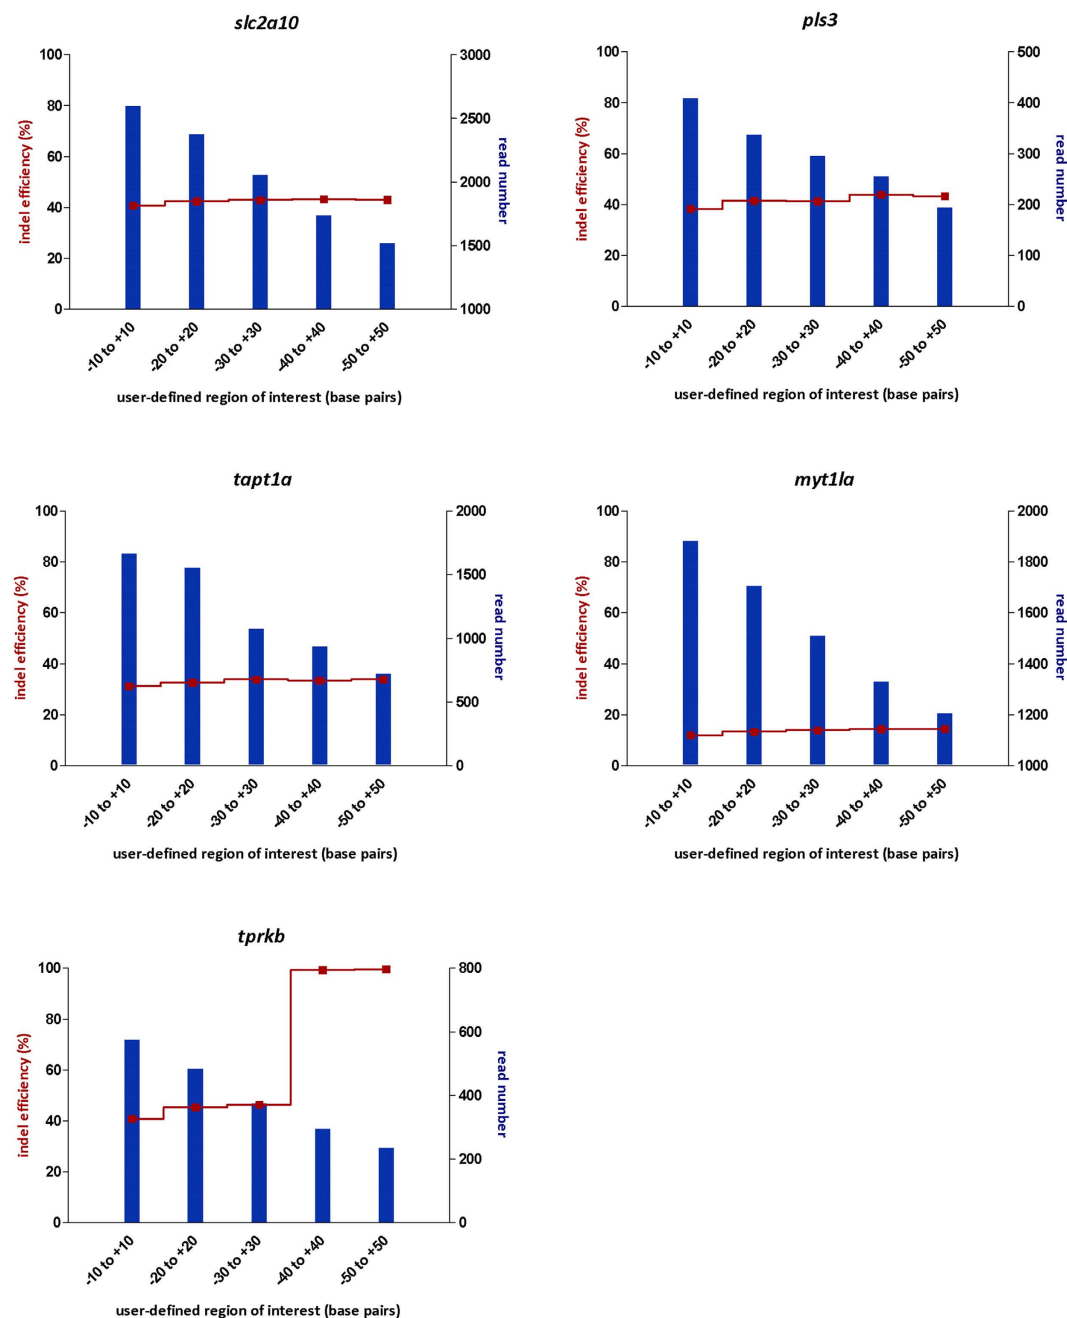 slc2a10
100
80
60
40
20
0
indel efficiency (%)
3000
2500
2000
1500
1000
read number
-10 to +10
-20 to +20
-30 to +30
-40 to +40
-50 to +50
user-defined region of interest (base pairs)
pls3
100
80
60
40
20
0
indel efficiency (%)
500
400
300
200
100
0
read number
-10 to +10
-20 to +20
-30 to +30
-40 to +40
-50 to +50
user-defined region of interest (base pairs)
tapt1a
100
80
60
40
20
0
indel efficiency (%)
2000
1500
1000
500
0
read number
-10 to +10
-20 to +20
-30 to +30
-40 to +40
-50 to +50
user-defined region of interest (base pairs)
myt1la
100
80
60
40
20
0
indel efficiency (%)
2000
1800
1600
1400
1200
1000
read number
-10 to +10
-20 to +20
-30 to +30
-40 to +40
-50 to +50
user-defined region of interest (base pairs)
tprkb
100
80
60
40
20
0
indel efficiency (%)
800
600
400
200
0
read number
-10 to +10
-20 to +20
-30 to +30
-40 to +40
-50 to +50
user-defined region of interest (base pairs)